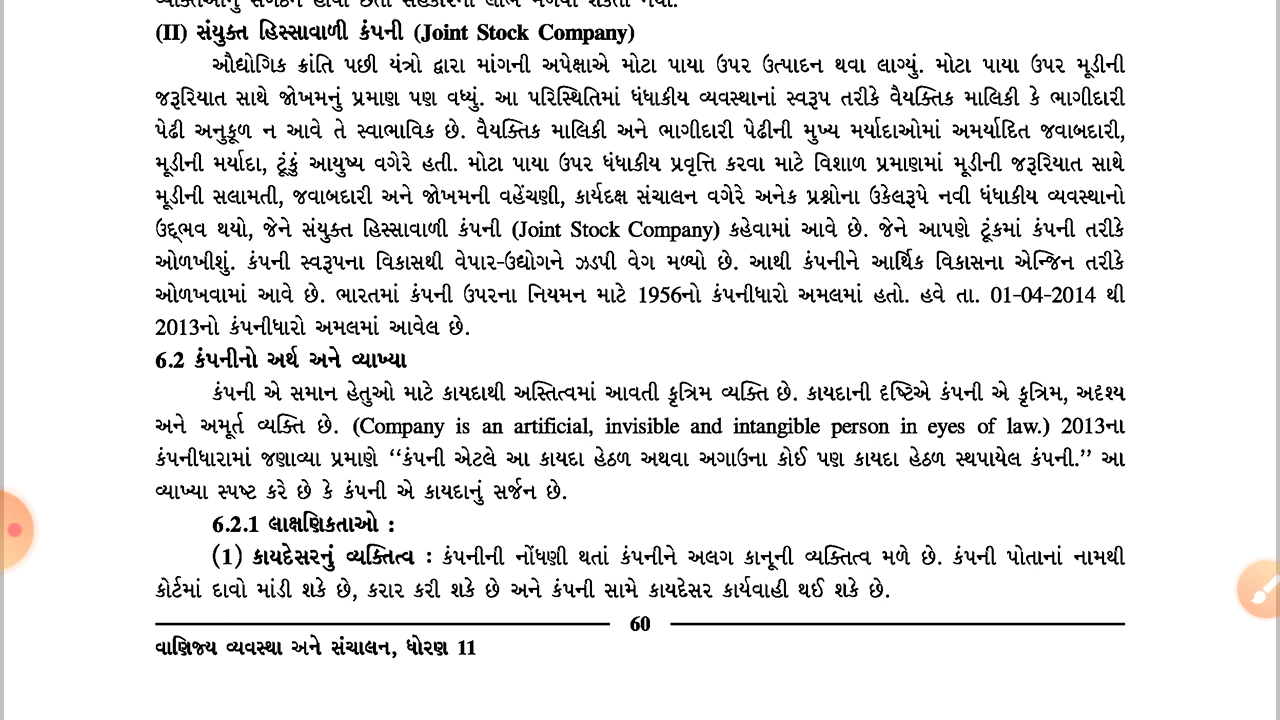 (II) સંયુક્ત હિસ્સાવાળી કંપની (Joint Stock Company)
ઔદ્યોગિક ક્રાંતિ પછી યંત્રો દ્વારા માંગની અપેક્ષાએ મોટા પાયા ઉપર ઉત્પાદન થવા લાગ્યું. મોટા પાયા ઉપર મૂડીની
જરૂરિયાત સાથે જોખમનું પ્રમાણ પણ વધ્યું. આ પરિસ્થિતિમાં ધંધાકીય વ્યવસ્થાનાં સ્વરૂપ તરીકે વૈયક્તિક માલિકી કે ભાગીદારી
પેઢી અનુકૂળ ન આવે તે સ્વાભાવિક છે. વૈયક્તિક માલિકી અને ભાગીદારી પેઢીની મુખ્ય મર્યાદાઓમાં અમર્યાદિત જવાબદારી,
મૂડીની મર્યાદા, ટૂંકું આયુષ્ય વગેરે હતી. મોટા પાયા ઉપર ધંધાકીય પ્રવૃત્તિ કરવા માટે વિશાળ પ્રમાણમાં મૂડીની જરૂરિયાત સાથે
મૂડીની સલામતી, જવાબદારી અને જોખમની વહેંચણી, કાર્યદક્ષ સંચાલન વગેરે અનેક પ્રશ્નોના ઉકેલરૂપે નવી ધંધાકીય વ્યવસ્થાનો
ઉદ્ભવ થયો, જેને સંયુક્ત હિસ્સાવાળી કંપની (Joint Stock Company) કહેવામાં આવે છે. જેને આપણે ટૂંકમાં કંપની તરીકે
ઓળખીશું. કંપની સ્વરૂપના વિકાસથી વેપાર-ઉદ્યોગને ઝડપી વેગ મળ્યો છે. આથી કંપનીને આર્થિક વિકાસના એન્જિન તરીકે
ઓળખવામાં આવે છે. ભારતમાં કંપની ઉપરના નિયમન માટે 1956નો કંપનીધારો અમલમાં હતો. હવે તા. 01-04-2014 થી
2013નો કંપનીધારો અમલમાં આવેલ છે.
6.2 કંપનીનો અર્થ અને વ્યાખ્યા
કંપની એ સમાન હેતુઓ માટે કાયદાથી અસ્તિત્વમાં આવતી કૃત્રિમ વ્યક્તિ છે. કાયદાની દૃષ્ટિએ કંપની એ કૃત્રિમ, અદૃશ્ય
અને અમૂર્ત વ્યક્તિ છે. (Company is an artificial, invisible and intangible person in eyes of law.) 2013ના
કંપનીધારામાં જણાવ્યા પ્રમાણે “કંપની એટલે આ કાયદા હેઠળ અથવા અગાઉના કોઈ પણ કાયદા હેઠળ સ્થપાયેલ કંપની.” આ
વ્યાખ્યા સ્પષ્ટ કરે છે કે કંપની એ કાયદાનું સર્જન છે.
6.2.1 લાક્ષણિકતાઓ :
(1) કાયદેસરનું વ્યક્તિત્વ : કંપનીની નોંધણી થતાં કંપનીને અલગ કાનૂની વ્યક્તિત્વ મળે છે. કંપની પોતાનાં નામથી
કોર્ટમાં દાવો માંડી શકે છે, કરાર કરી શકે છે અને કંપની સામે કાયદેસર કાર્યવાહી થઈ શકે છે.
60
વાણિજ્ય વ્યવસ્થા અને સંચાલન, ધોરણ 11